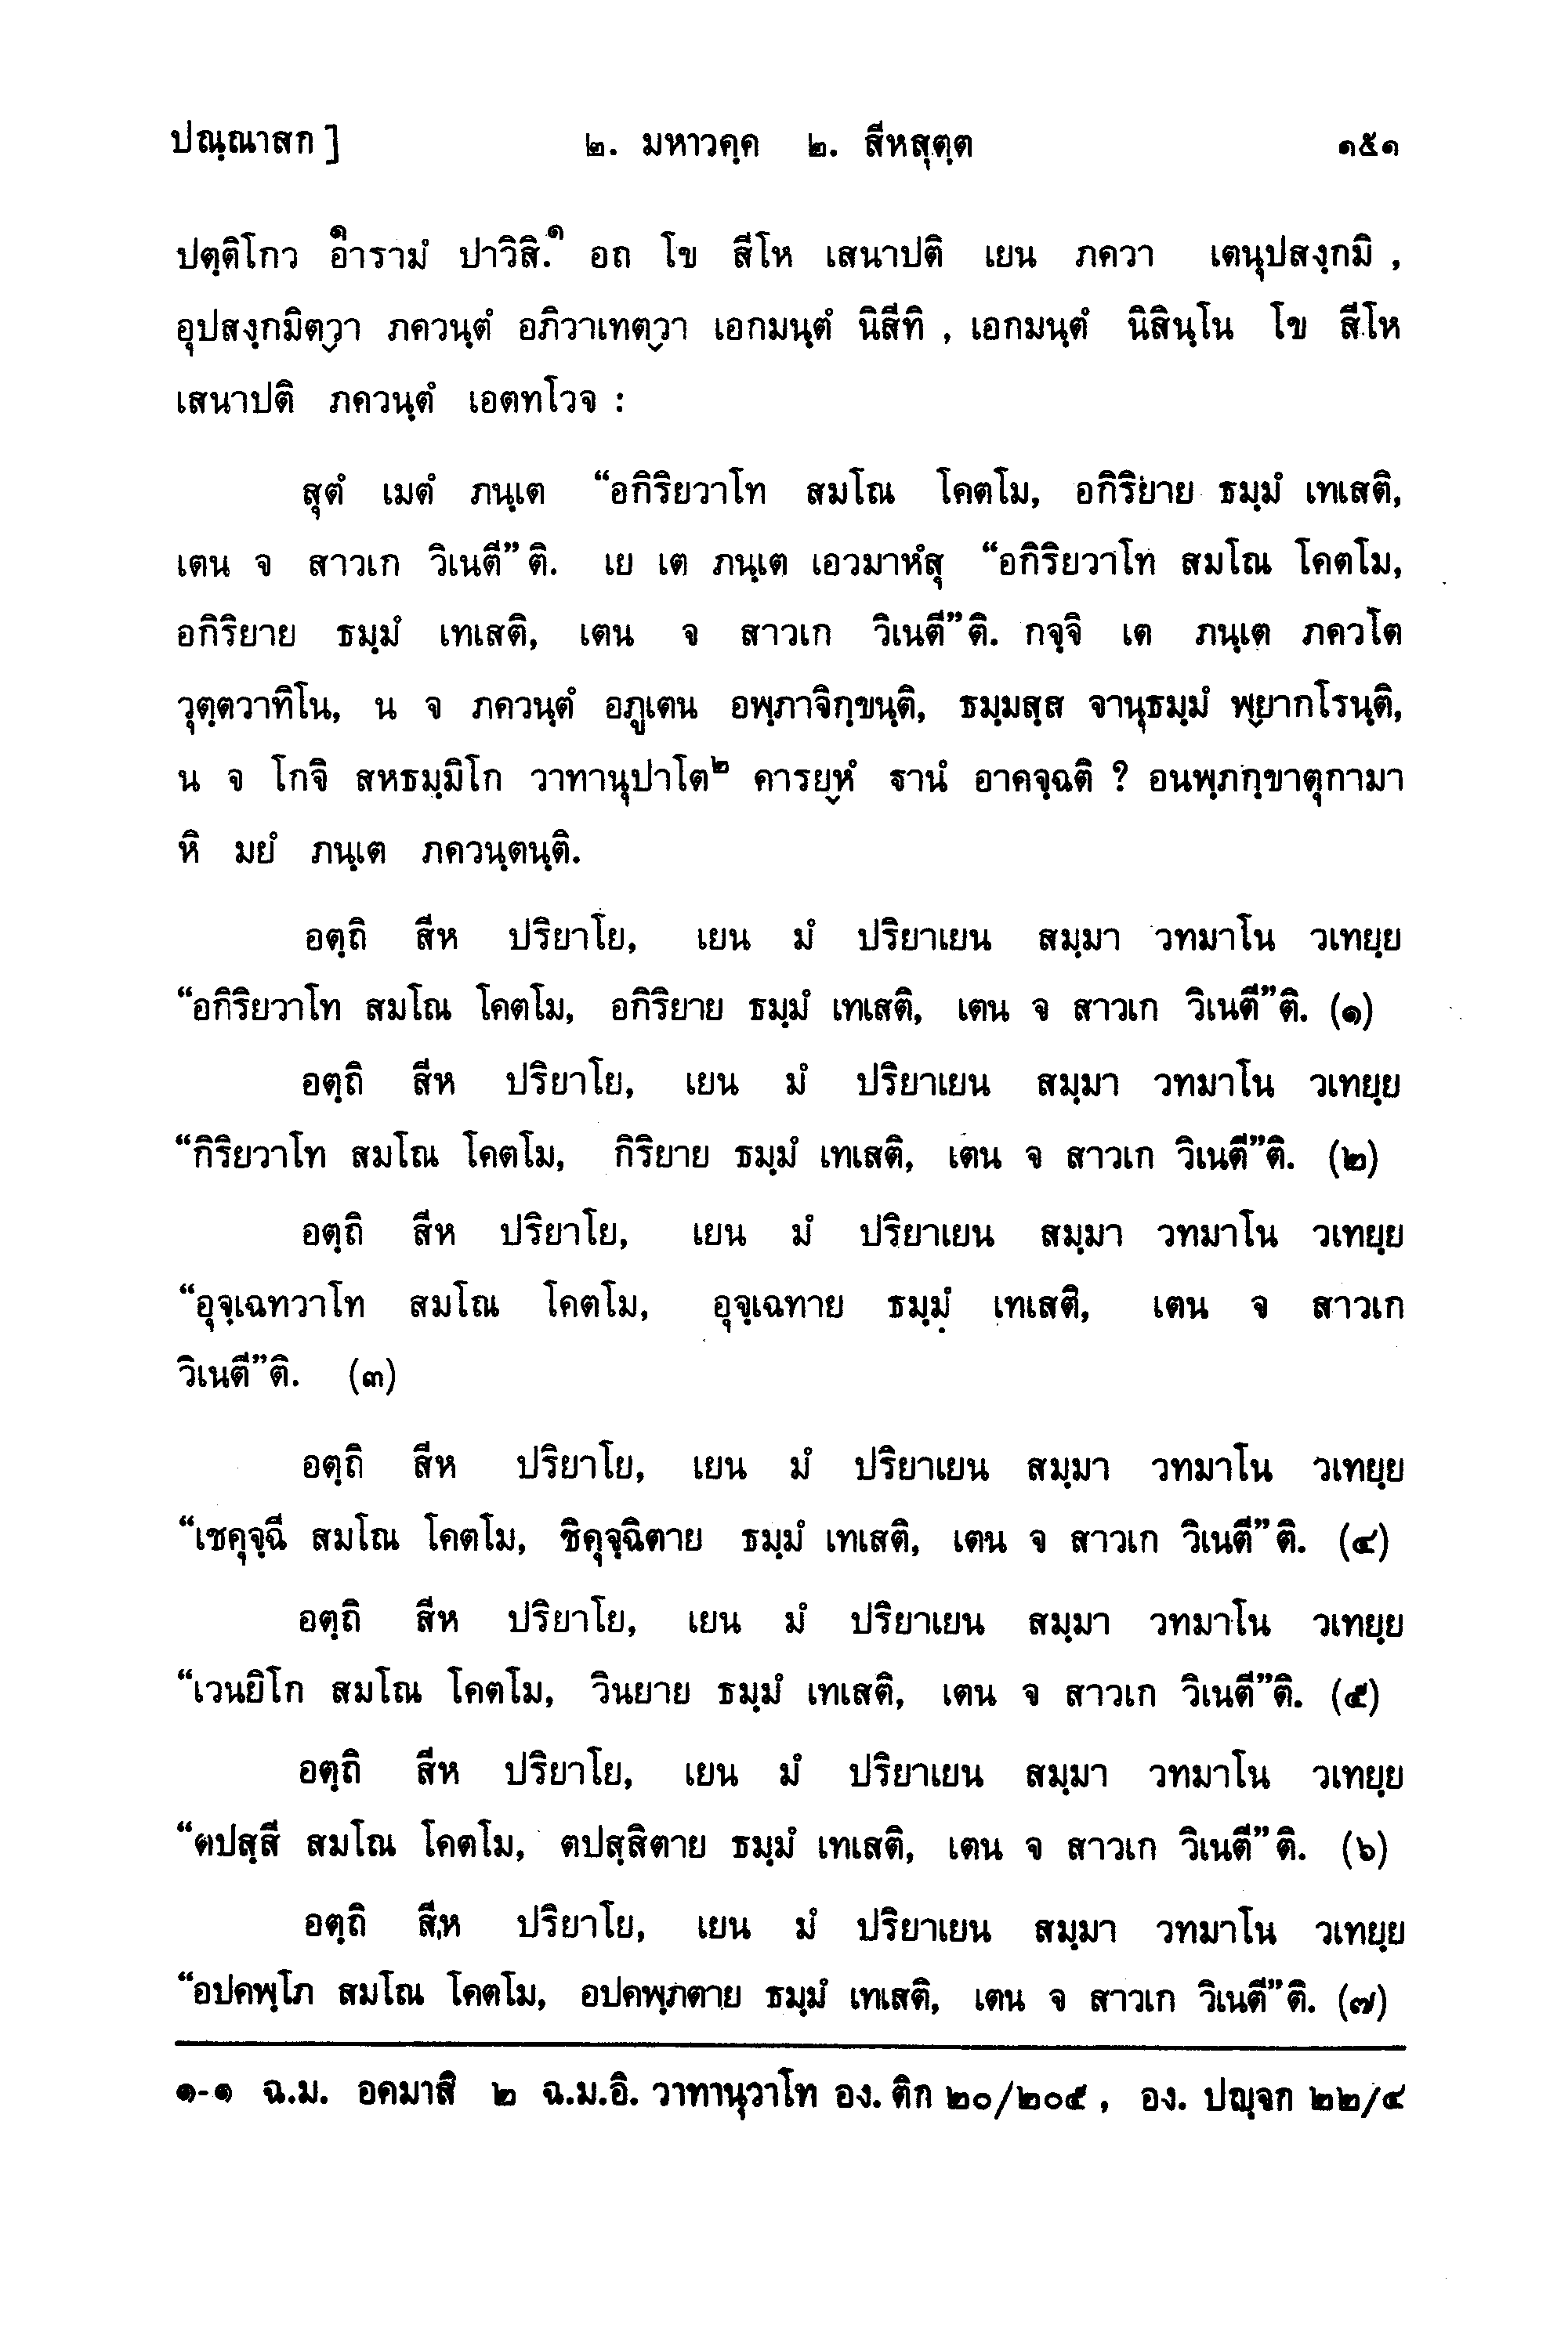 ปณฺณาสก] ๒. มหาวคฺค ๒. สีหสุตฺต ๑๕๑
ปตฺติโกว ๑อารามํ ปาวิสิ.๑ อถ โข สีโห เสนาปติ เยน ภควา เตนุปสงฺกมิ ,
อุปสงฺกมิตฺวา ภควนฺตํ อภิวาเทตฺวา เอกมนฺตํ นิสีทิ , เอกมนฺตํ นิสินฺโน โข สีโห
เสนาปติ ภควนฺตํ เอตทโวจ :
สุตํ เมตํ ภนฺเต “อกิริยวาโท สมโณ โคตโม, อกิริยาย ธมฺมํ เทเสติ,
เตน จ สาวเก วิเนตี”ติ. เย เต ภนฺเต เอวมาหํสุ “อกิริยวาโท สมโณ โคตโม,
อกิริยาย ธมฺมํ เทเสติ, เตน จ สาวเก วิเนตี”ติ. กจฺจิ เต ภนฺเต ภควโต
วุตฺตวาทิโน, น จ ภควนฺตํ อภูเตน อพฺภาจิกฺขนฺติ, ธมฺมสฺส จานุธมฺมํ พฺยากโรนฺติ,
น จ โกจิ สหธมฺมิโก วาทานุปาโต๒ คารยฺหํ ฐานํ อาคจฺฉติ ? อนพฺภกฺขาตุกามา
หิ มยํ ภนฺเต ภควนฺตนฺติ.
อตฺถิ สีห ปริยาโย, เยน มํ ปริยาเยน สมฺมา วทมาโน วเทยฺย
“อกิริยวาโท สมโณ โคตโม, อกิริยาย ธมฺมํ เทเสติ, เตน จ สาวเก วิเนตี”ติ. (๑)
อตฺถิ สีห ปริยาโย, เยน มํ ปริยาเยน สมฺมา วทมาโน วเทยฺย
“กิริยวาโท สมโณ โคตโม, กิริยาย ธมฺมํ เทเสติ, เตน จ สาวเก วิเนตี”ติ. (๒)
อตฺถิ สีห ปริยาโย, เยน มํ ปริยาเยน สมฺมา วทมาโน วเทยฺย
“อุจฺเฉทวาโท สมโณ โคตโม, อุจฺเฉทาย ธมฺมํ เทเสติ, เตน จ สาวเก
วิเนตี”ติ. (๓)
อตฺถิ สีห ปริยาโย, เยน มํ ปริยาเยน สมฺมา วทมาโน วเทยฺย
“เชคุจฺฉี สมโณ โคตโม, ชิคุจฺฉิตาย ธมฺมํ เทเสติ, เตน จ สาวเก วิเนตี”ติ. (๔)
อตฺถิ สีห ปริยาโย, เยน มํ ปริยาเยน สมฺมา วทมาโน วเทยฺย
“เวนยิโก สมโณ โคตโม, วินยาย ธมฺมํ เทเสติ, เตน จ สาวเก วิเนตี”ติ. (๕)
อตฺถิ สีห ปริยาโย, เยน มํ ปริยาเยน สมฺมา วทมาโน วเทยฺย
“ตปสฺสี สมโณ โคตโม, ตปสฺสิตาย ธมฺมํ เทเสติ, เตน จ สาวเก วิเนตี”ติ. (๖)
อตฺถิ สีห ปริยาโย, เยน มํ ปริยาเยน สมฺมา วทมาโน วเทยฺย
“อปคพฺโภ สมโณ โคตโม, อปคพฺภตาย ธมฺมํ เทเสติ, เตน จ สาวเก วิเนตี”ติ. (๗)
๑-๑ ฉ.ม. อคมาสิ ๒ ฉ.ม.อิ. วาทานุวาโท อง. ติก ๒๐/๒๐๕ , อง. ปญฺจก ๒๒/๔